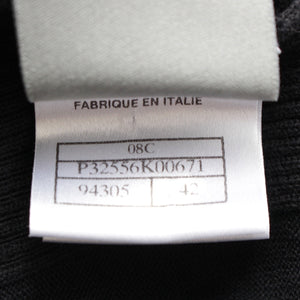 FABRIQUE EN ITALIE
08C
P32556K00671
94305 42